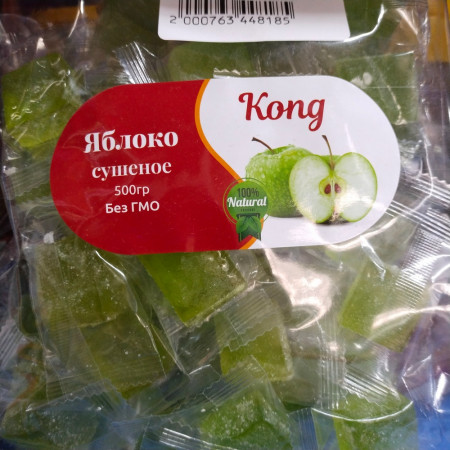 2 000763 448185
Kong
Яблоко
сушеное
500гр
Без ГМО
100%
Natural